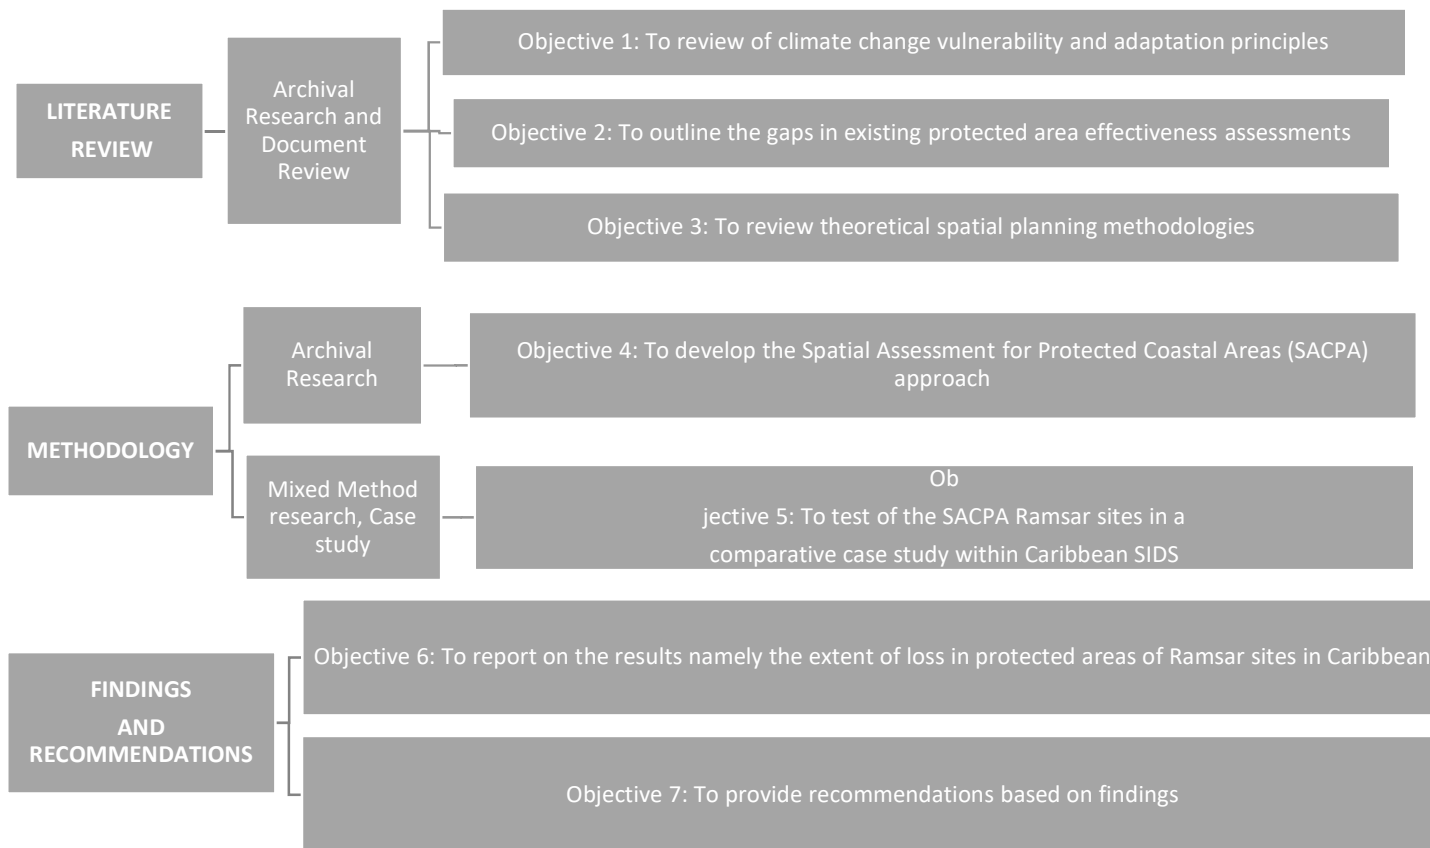 LITERATURE
REVIEW
Archival
Research and
Document
Review
Objective 1: To review of climate change vulnerability and adaptation principles
Objective 2: To outline the gaps in existing protected area effectiveness assessments
Objective 3: To review theoretical spatial planning methodologies
METHODOLOGY
Archival
Research
Objective 4: To develop the Spatial Assessment for Protected Coastal Areas (SACPA)
approach
Mixed Method
research, Case
study
Ob
jective 5: To test of the SACPA Ramsar sites in a
comparative case study within Caribbean SIDS
FINDINGS
AND
RECOMMENDATIONS
Objective 6: To report on the results namely the extent of loss in protected areas of Ramsar sites in Caribbean
Objective 7: To provide recommendations based on findings